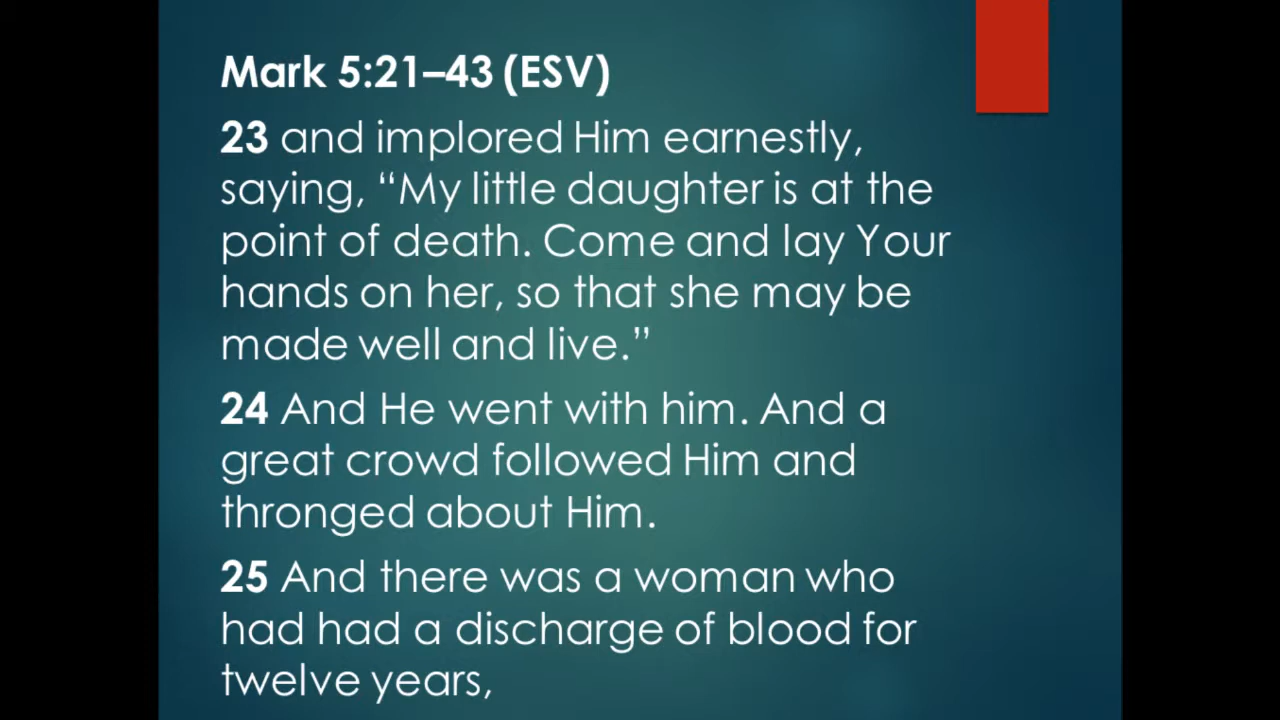 Mark 5:21–43 (ESV)
23 and implored Him earnestly,
saying, “My little daughter is at the
point of death. Come and lay Your
hands on her, so that she may be
made well and live.”
24 And He went with him. And a
great crowd followed Him and
thronged about Him.
25 And there was a woman who
had had a discharge of blood for
twelve years,